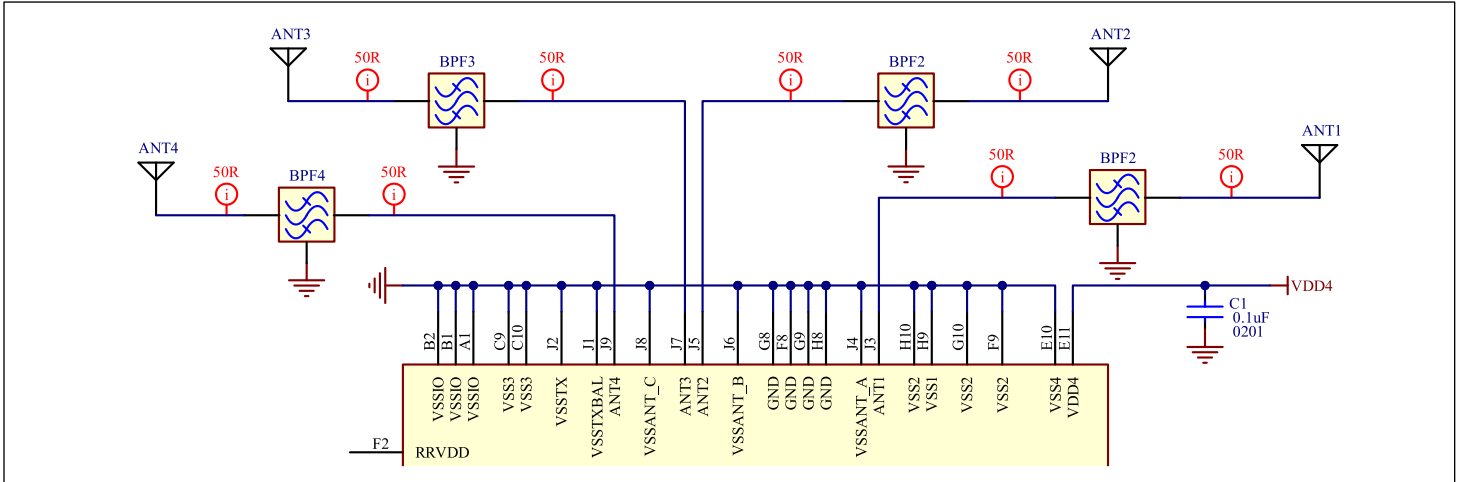 ANT3
ANT2
50R
BPF3
50R
50R
BPF2
50R
i
i
i
i
ANT4
ANT1
50R
BPF4
50R
50R
BPF2
50R
i
i
i
i
VDD4
C1
0.1uF
0201
B2
B1
A1
C9
C10
J2
J1
J9
J8
J7
J5
J6
G8
F8
G9
H8
J4
J3
H10
H9
G10
F9
E10
E11
VSSIO
VSSIO
VSSIO
VSS3
VSS3
VSSTX
VSSTXBAL
ANT4
VSSANT_C
ANT3
ANT2
VSSANT_B
GND
GND
GND
GND
VSSANT_A
ANT1
VSS2
VSS1
VSS2
VSS2
VSS4
VDD4
F2
RRVDD